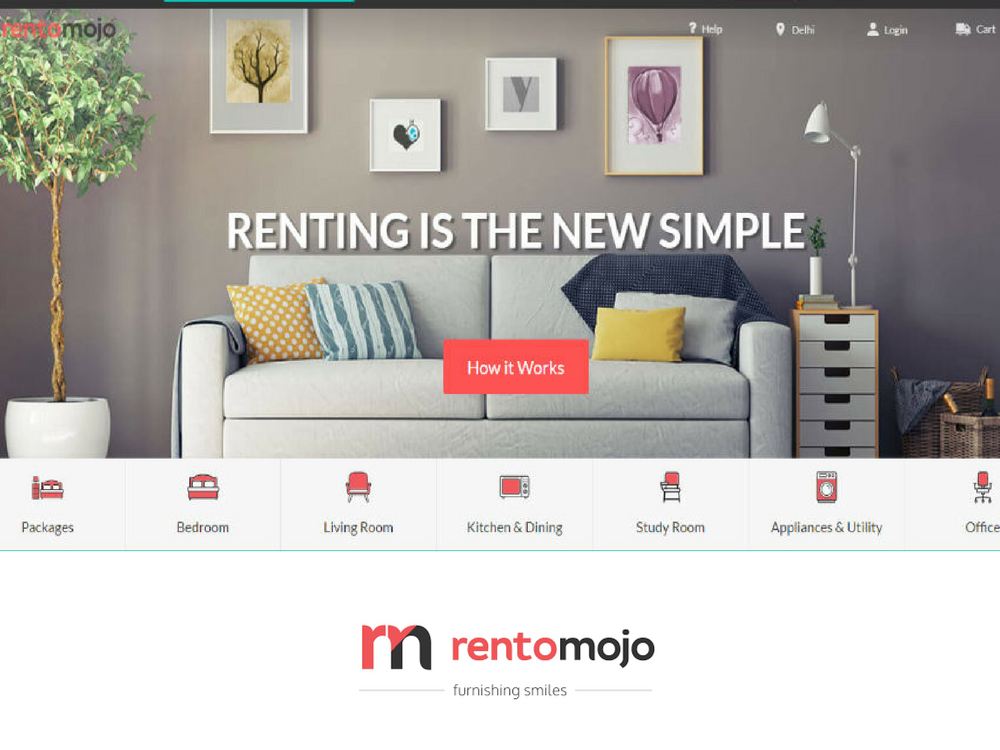 rentomojo
? Help
Delhi
Login
Cart
y
RENTING IS THE NEW SIMPLE
How it Works
Packages
Bedroom
Living Room
Kitchen & Dining
Study Room
Appliances & Utility
Office
rm rentomojo
furnishing smiles